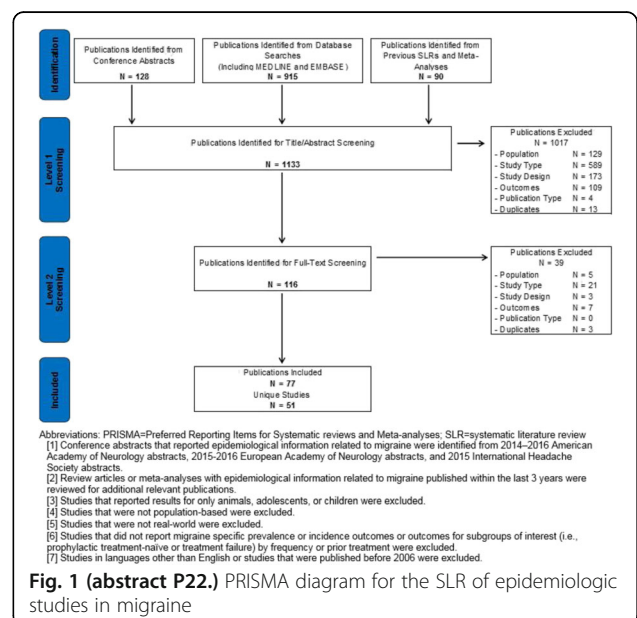 Identification
Publications Identified from
Conference Abstracts
N = 128
Publications Identified from Database
Searches
(Including MEDLINE and EMBASE )
N = 915
Publications Identified from
Previous SLRs and Meta-
Analyses
N = 90
Level 1
Screening
Publications Identified for Title/Abstract Screening
N = 1133
Publications Excluded
N = 1017
- Population N = 129
- Study Type N = 589
- Study Design N = 173
- Outcomes N = 109
- Publication Type N = 4
- Duplicates N = 13
Level 2
Screening
Publications Identified for Full-Text Screening
N = 116
Publications Excluded
N = 39
- Population N = 5
- Study Type N = 21
- Study Design N = 3
- Outcomes N = 7
- Publication Type N = 0
- Duplicates N = 3
Included
Publications Included
N = 77
Unique Studies
N = 51
Abbreviations: PRISMA=Preferred Reporting Items for Systematic reviews and Meta-analyses; SLR=systematic literature review
[1] Conference abstracts that reported epidemiological information related to migraine were identified from 2014–2016 American
Academy of Neurology abstracts, 2015-2016 European Academy of Neurology abstracts, and 2015 International Headache
Society abstracts.
[2] Review articles or meta-analyses with epidemiological information related to migraine published within the last 3 years were
reviewed for additional relevant publications.
[3] Studies that reported results for only animals, adolescents, or children were excluded.
[4] Studies that were not population-based were excluded.
[5] Studies that were not real-world were excluded.
[6] Studies that did not report migraine specific prevalence or incidence outcomes or outcomes for subgroups of interest (i.e.,
prophylactic treatment-naïve or treatment failure) by frequency or prior treatment were excluded.
[7] Studies in languages other than English or studies that were published before 2006 were excluded.
Fig. 1 (abstract P22.) PRISMA diagram for the SLR of epidemiologic
studies in migraine